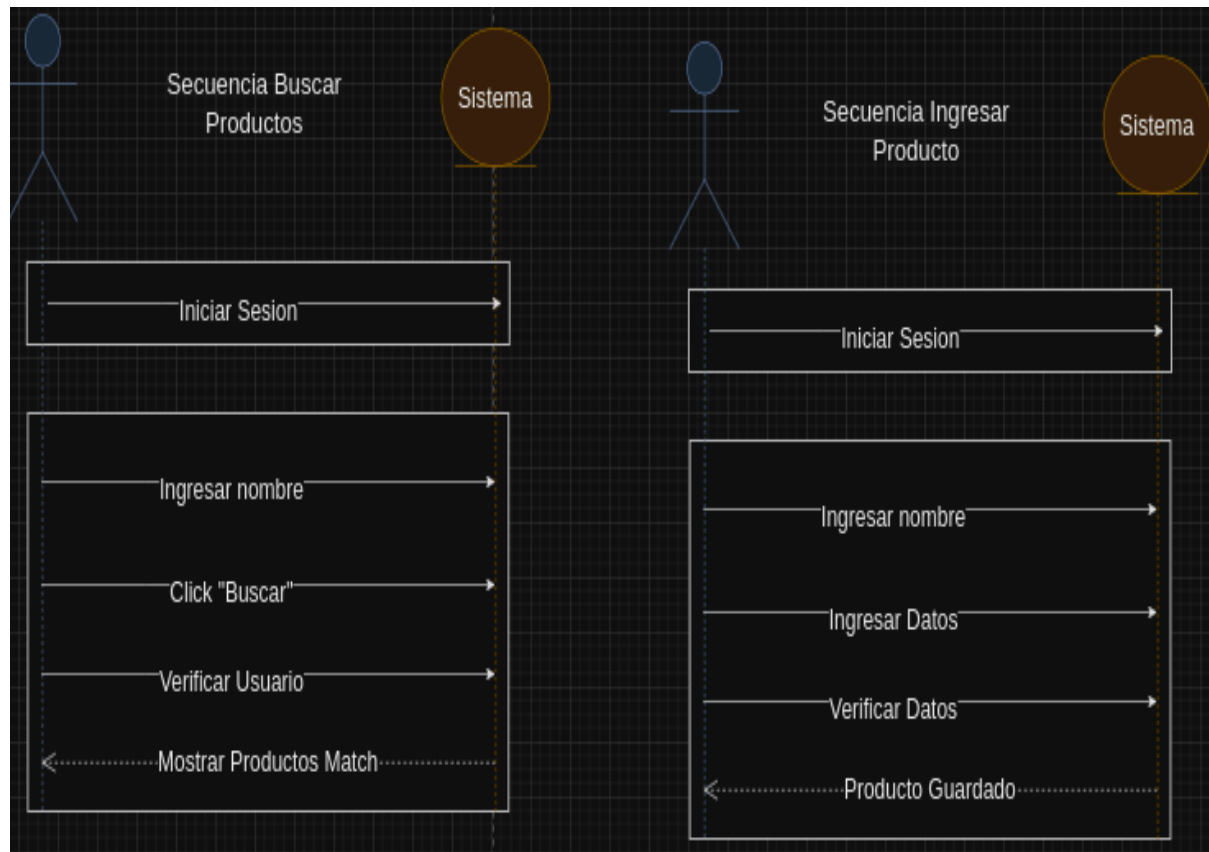 Secuencia Buscar
Productos
Sistema
Iniciar Sesion
Ingresar nombre
Click "Buscar"
Verificar Usuario
Mostrar Productos Match
Secuencia Ingresar
Producto
Sistema
Iniciar Sesion
Ingresar nombre
Ingresar Datos
Verificar Datos
Producto Guardado